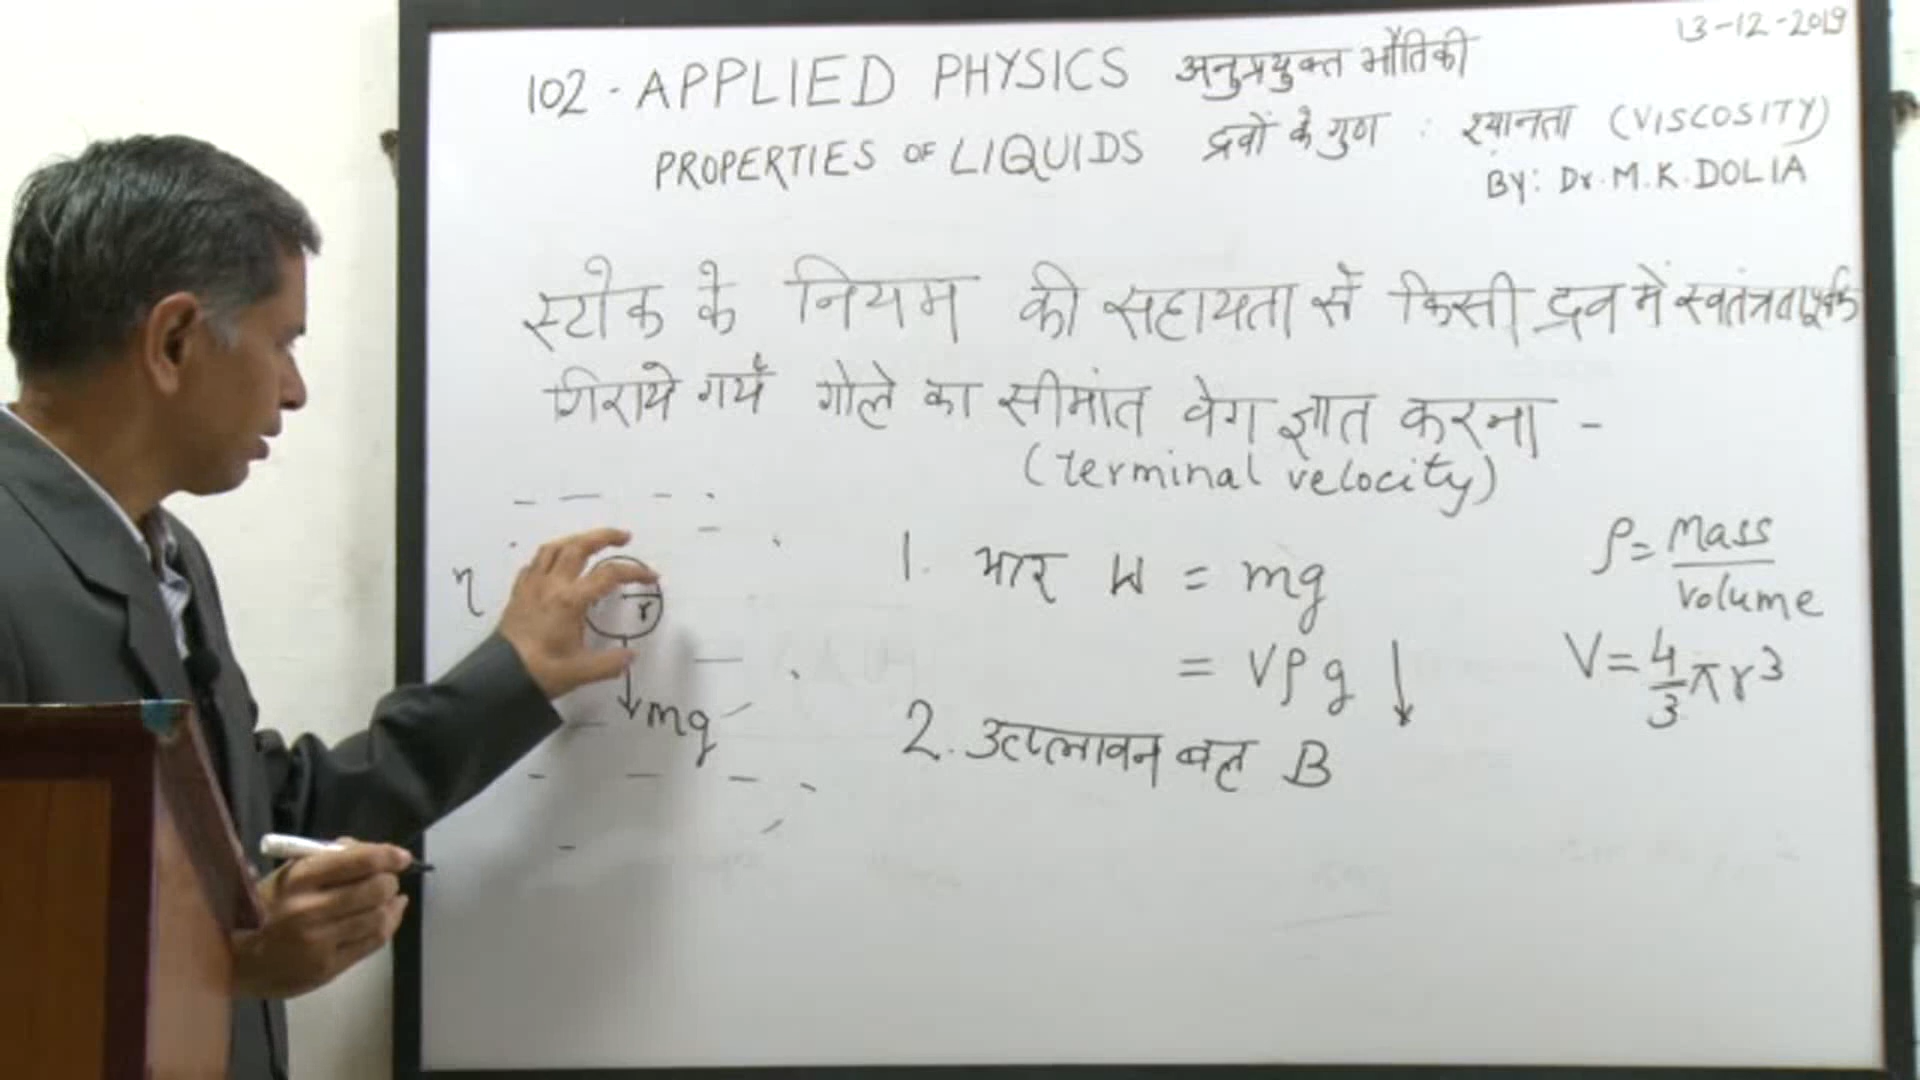 13-12-2019
102 - APPLIED PHYSICS अनुप्रयुक्त भौतिकी
PROPERTIES OF LIQUIDS द्रवों के गुण : श्यानता (VISCOSITY)
BY: Dr. M. K. DOLIA
स्टोक के नियम की सहायता से किसी द्रव में स्वतंत्रतापूर्वक
गिराये गये गोले का सीमांत वेग ज्ञात करना -
(terminal velocity)
η
r
mg
1. भार W = mg
= Vρg ↓
2. उत्प्लावन बल B
ρ = Mass / volume
V = 4/3 πr³